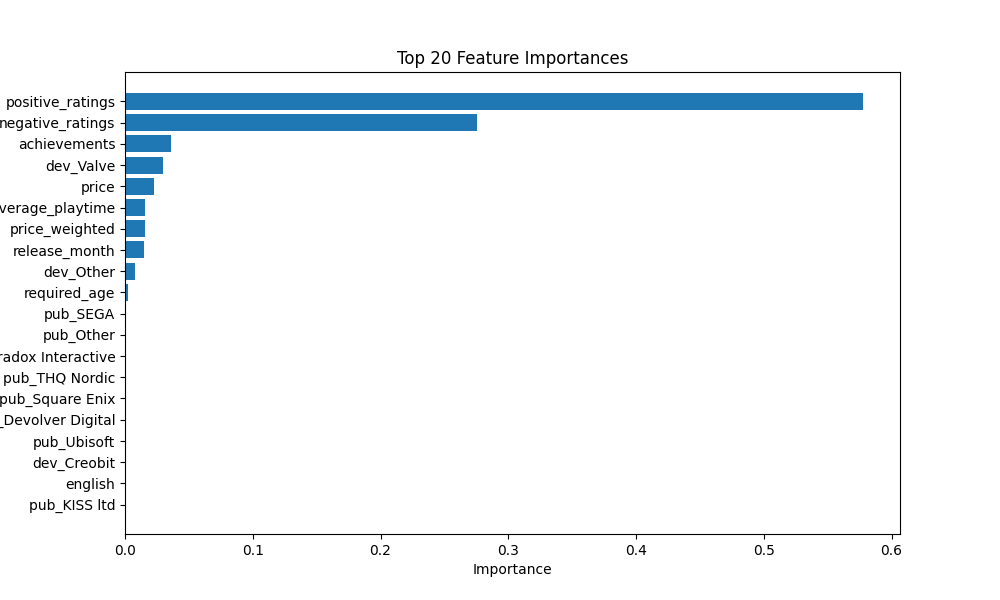 Top 20 Feature Importances
positive_ratings
negative_ratings
achievements
dev_Valve
price
verage_playtime
price_weighted
release_month
dev_Other
required_age
pub_SEGA
pub_Other
radox Interactive
pub_THQ Nordic
pub_Square Enix
_Devolver Digital
pub_Ubisoft
dev_Creobit
english
pub_KISS ltd
0.0 0.1 0.2 0.3 0.4 0.5 0.6
Importance